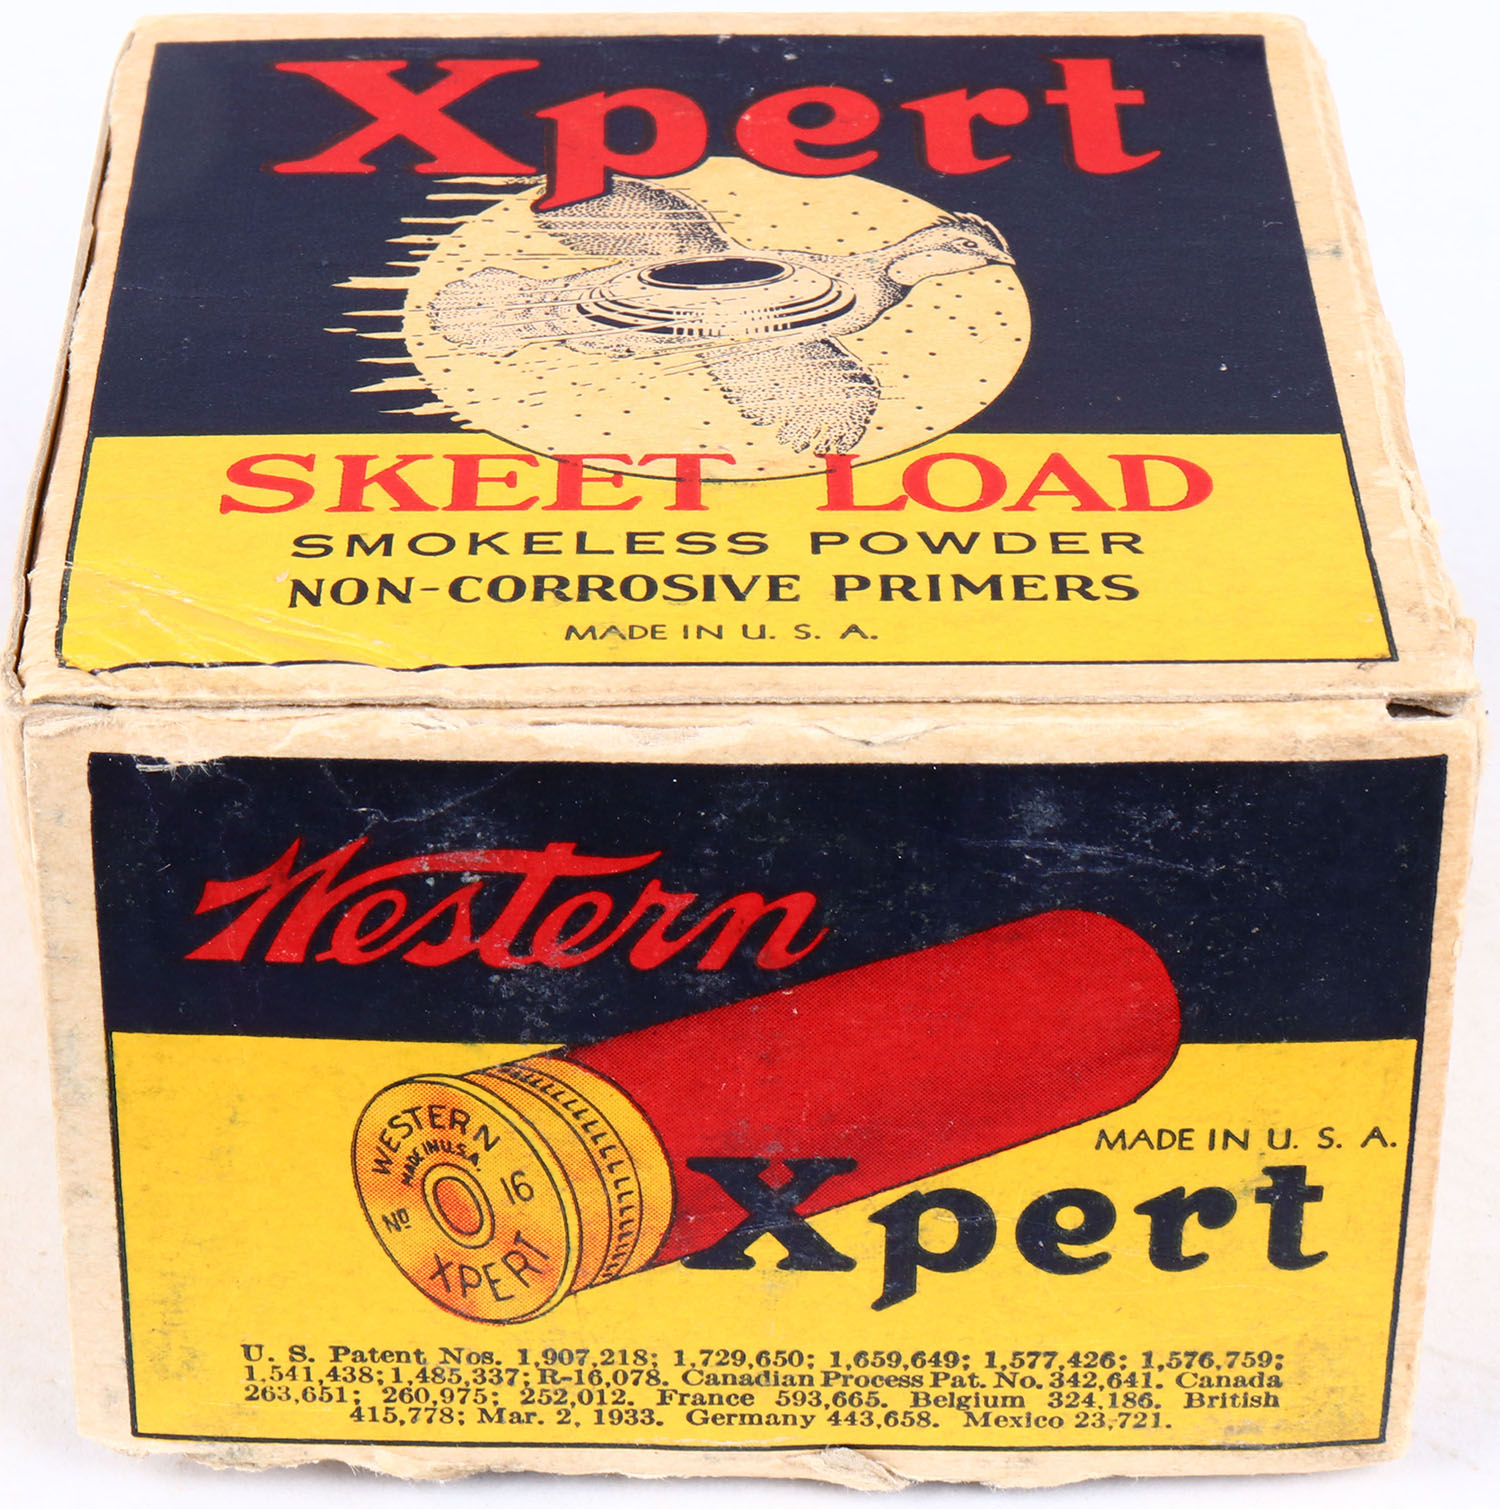 Xpert
SKEET LOAD
SMOKELESS POWDER
NON-CORROSIVE PRIMERS
MADE IN U. S. A.
Western
WESTERN
MADE IN U.S.A.
No 16
XPERT
MADE IN U. S. A.
Xpert
U. S. Patent Nos. 1,907,218; 1,729,650; 1,659,649; 1,577,426; 1,576,759;
1,541,438; 1,485,337; R-16,078. Canadian Process Pat. No. 342,641. Canada
263,651; 260,975; 252,012. France 593,665. Belgium 324,186. British
415,778; Mar. 2, 1933. Germany 443,658. Mexico 23,721.